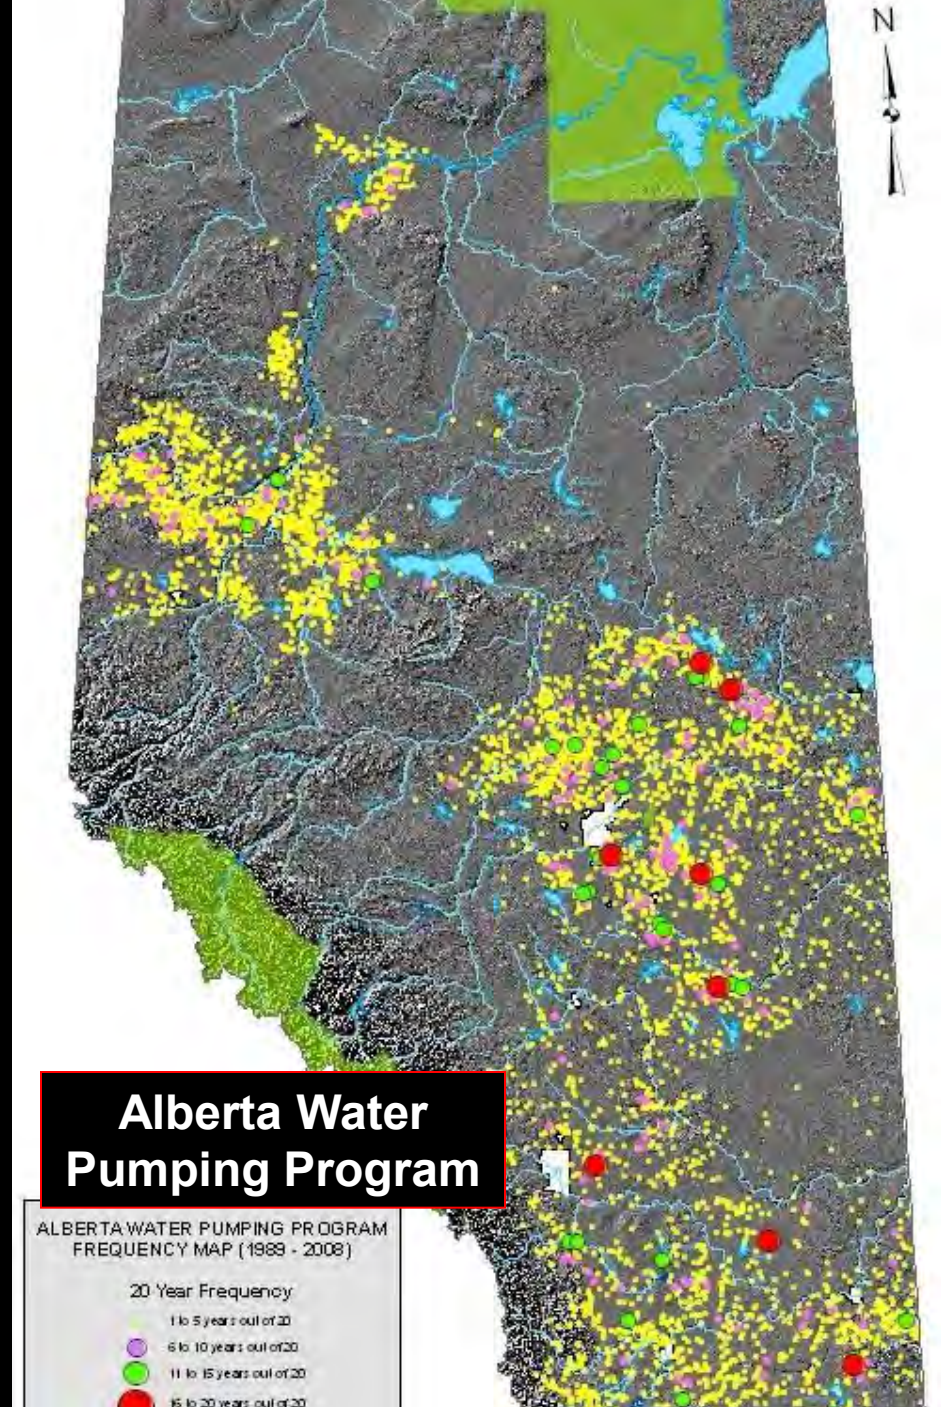 N
Alberta Water
Pumping Program
ALBERTA WATER PUMPING PROGRAM
FREQUENCY MAP (1989 - 2008)
20 Year Frequency
1 to 5 years out of 20
6 to 10 years out of 20
11 to 15 years out of 20
16 to 20 years out of 20